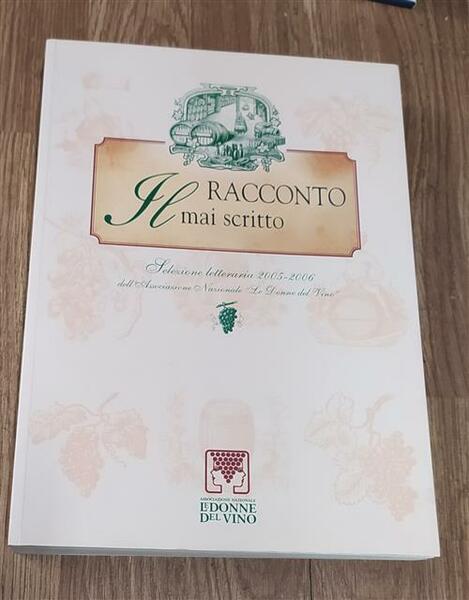 Il RACCONTO
mai scritto
Selezione letteraria 2005-2006
dell'Associazione Nazionale "Le Donne del Vino"
ASSOCIAZIONE NAZIONALE
LE DONNE
DEL VINO